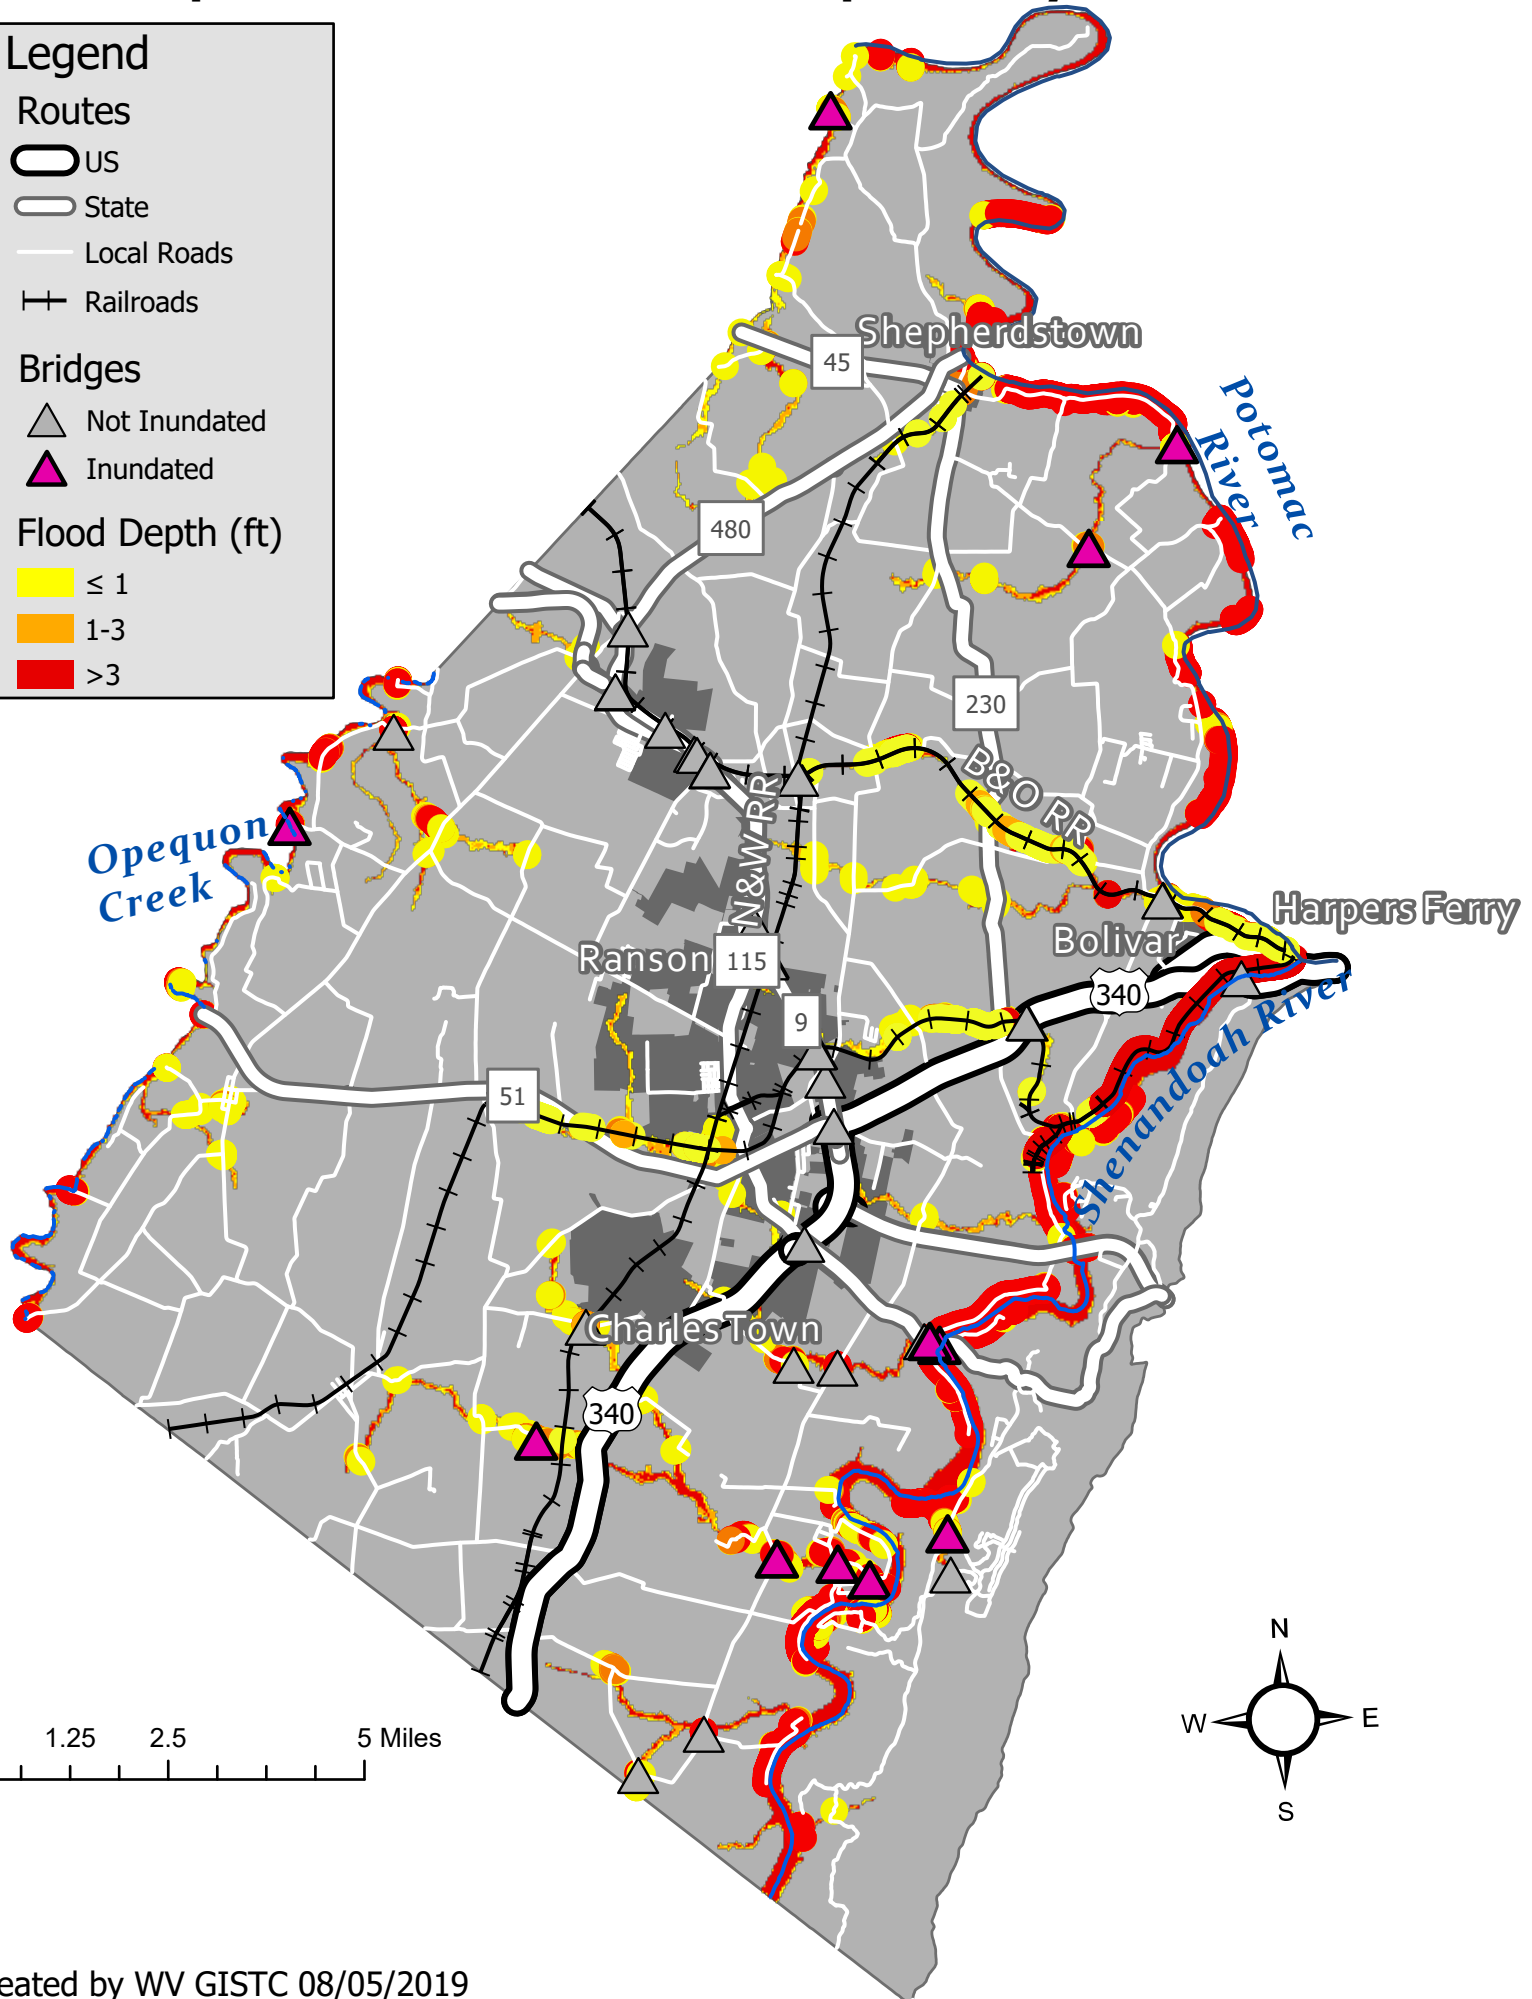 Legend
Routes
US
State
Local Roads
Railroads
Bridges
Not Inundated
Inundated
Flood Depth (ft)
≤ 1
1-3
>3
Shepherdstown
45
Potomac
River
480
230
B&O RR
N&W RR
Opequon
Creek
Harpers Ferry
Bolivar
Ranson
115
340
9
Shenandoah River
51
Charles Town
340
N
W
E
S
1.25
2.5
5 Miles
eated by WV GISTC 08/05/2019